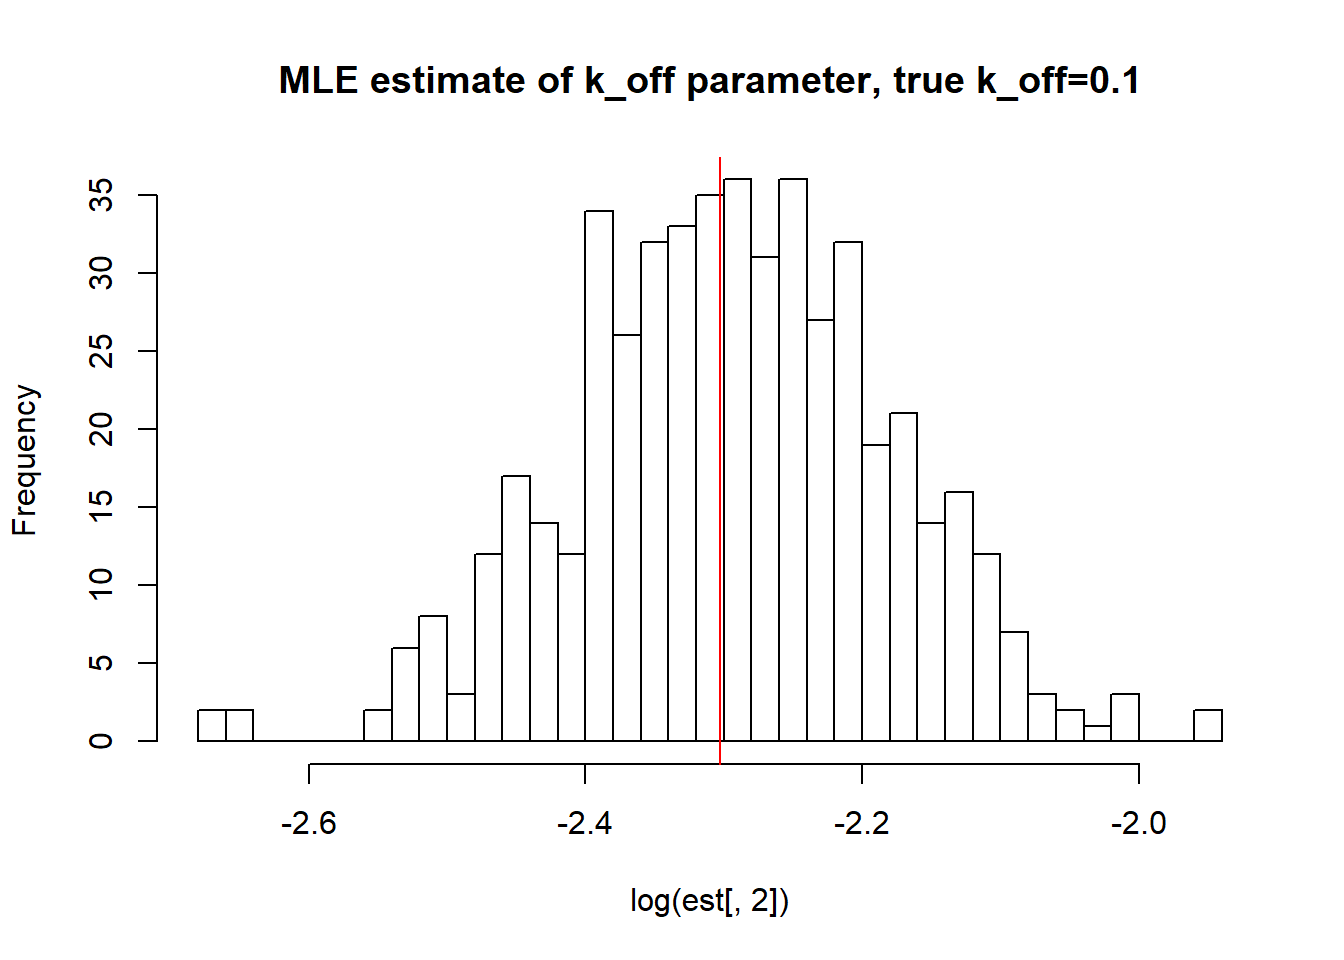 MLE estimate of k_off parameter, true k_off=0.1
Frequency
35
30
25
20
15
10
5
0
-2.6 -2.4 -2.2 -2.0
log(est[, 2])